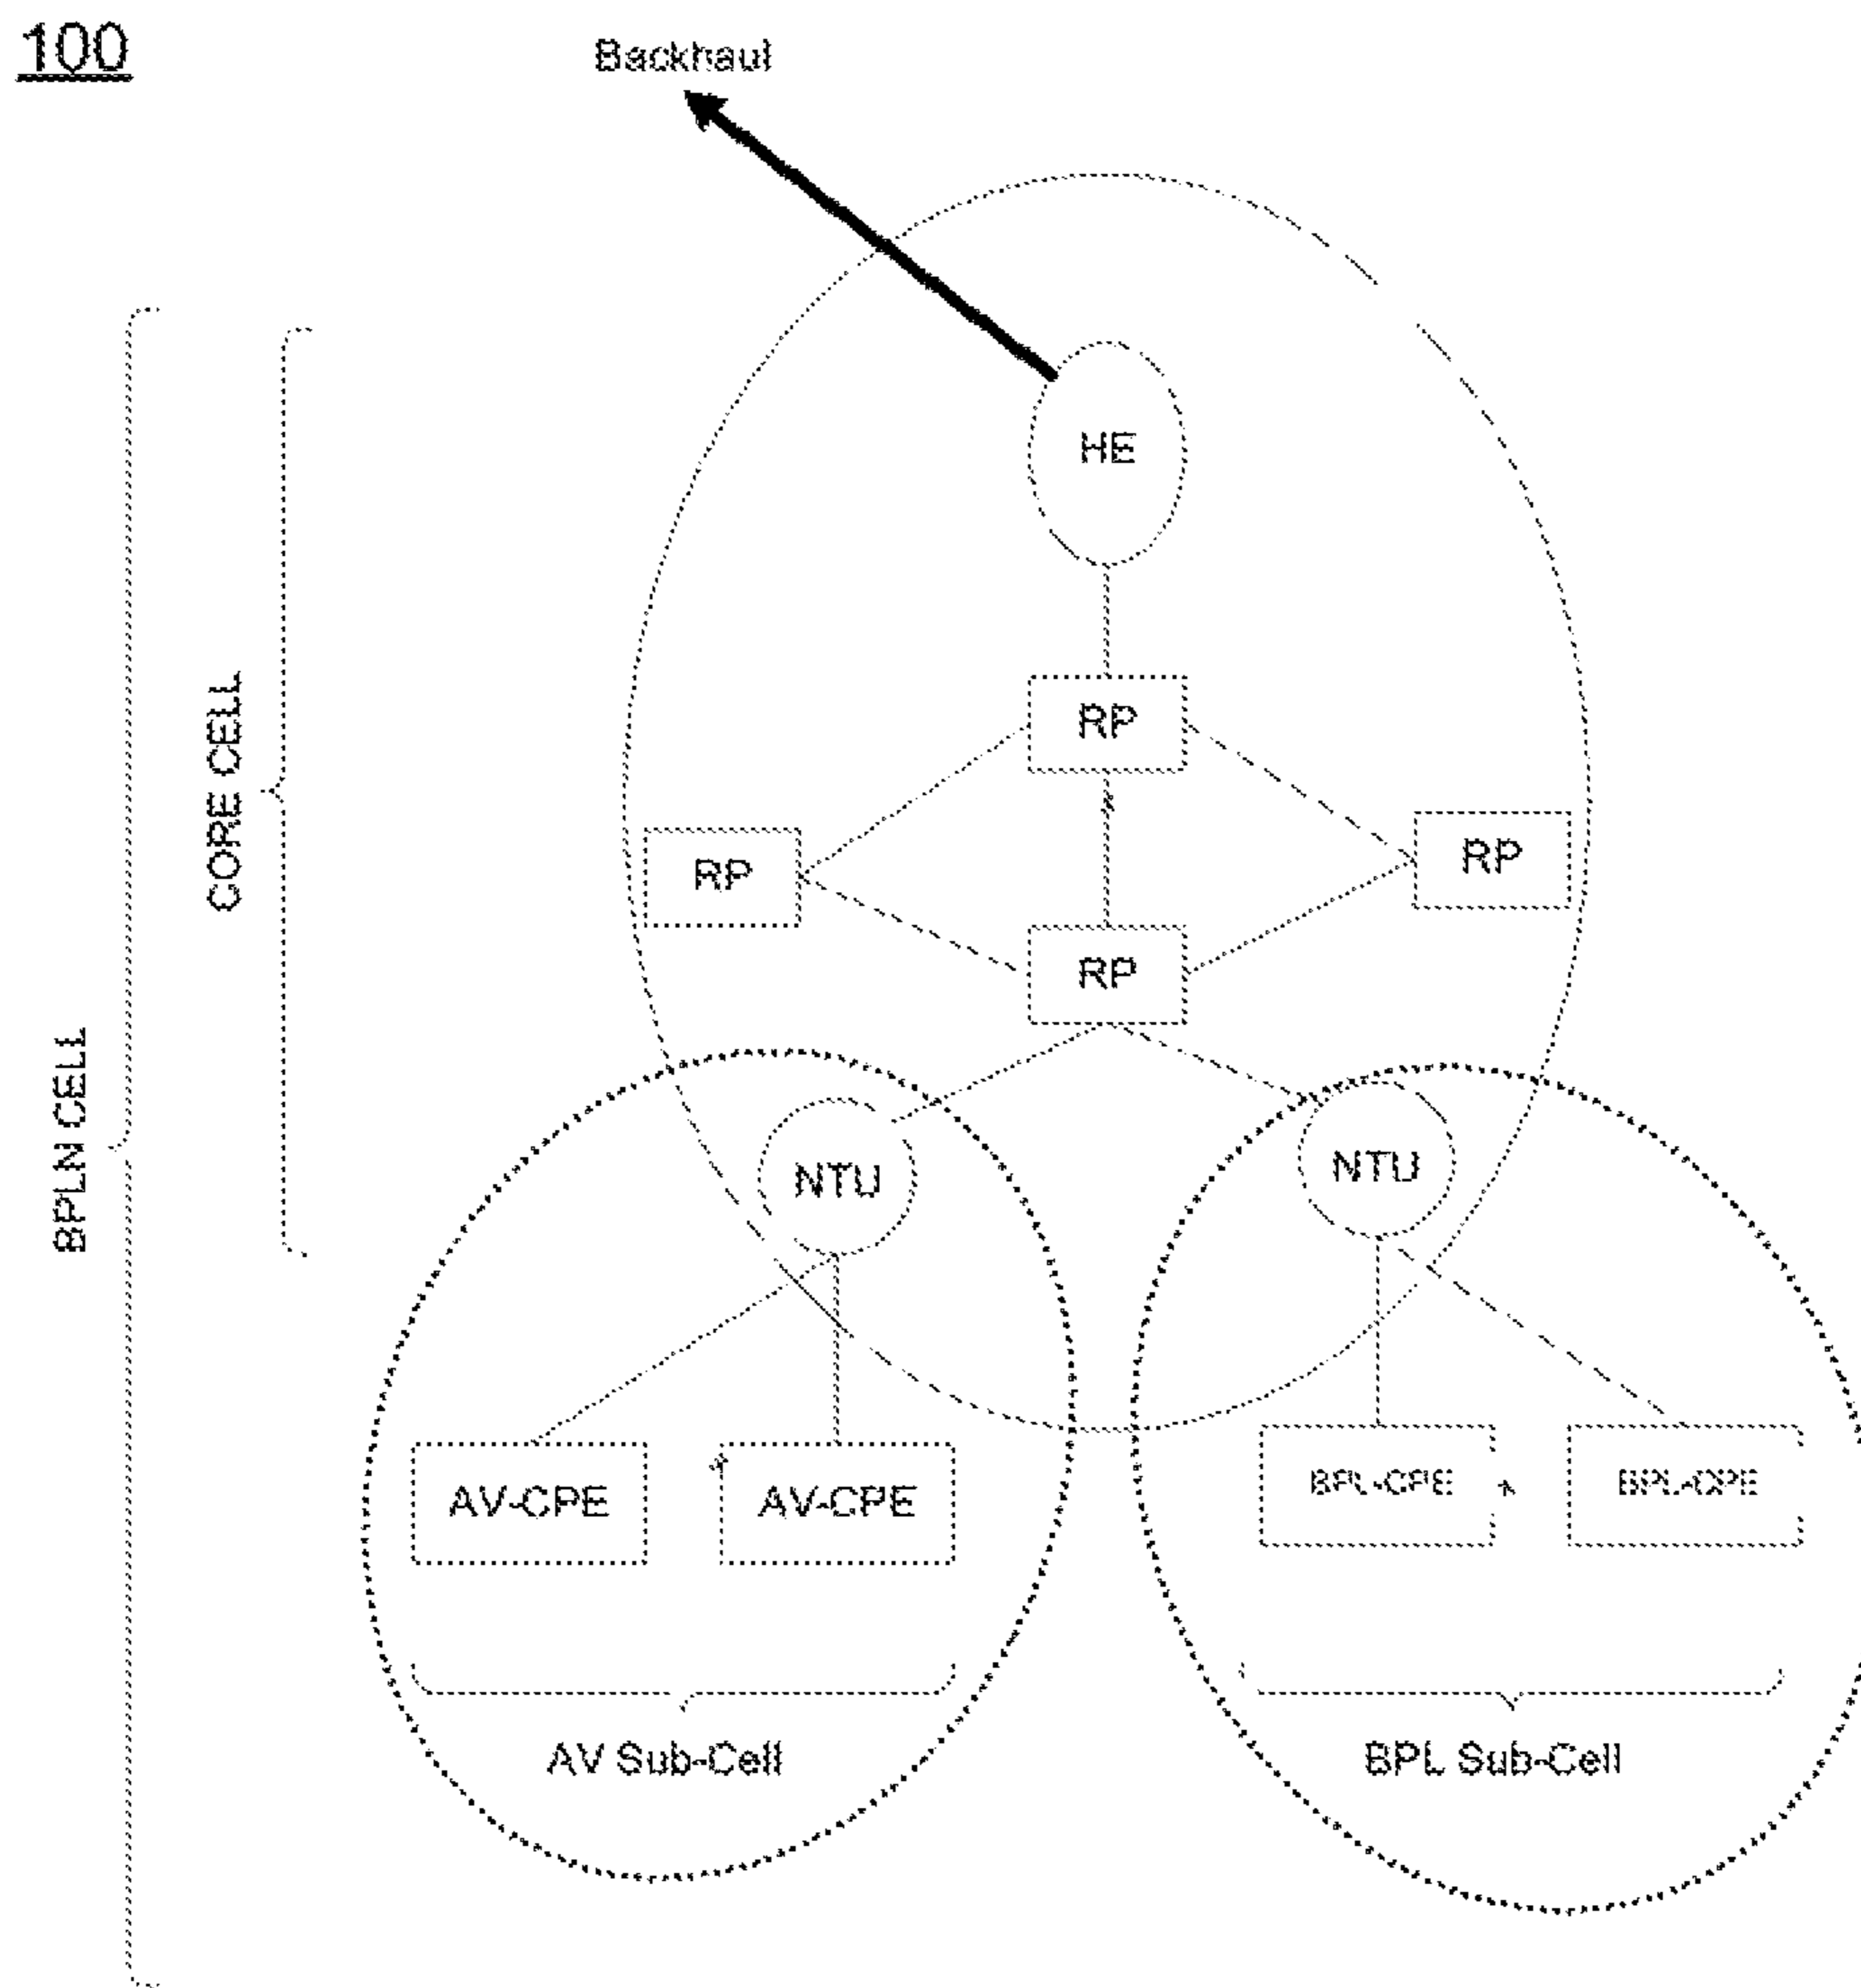 100
Backhaul
HE
RP
RP
RP
RP
NTU
NTU
AV-CPE
AV-CPE
BPL-CPE
BPL-CPE
AV Sub-Cell
BPL Sub-Cell
CORE CELL
BPLN CELL